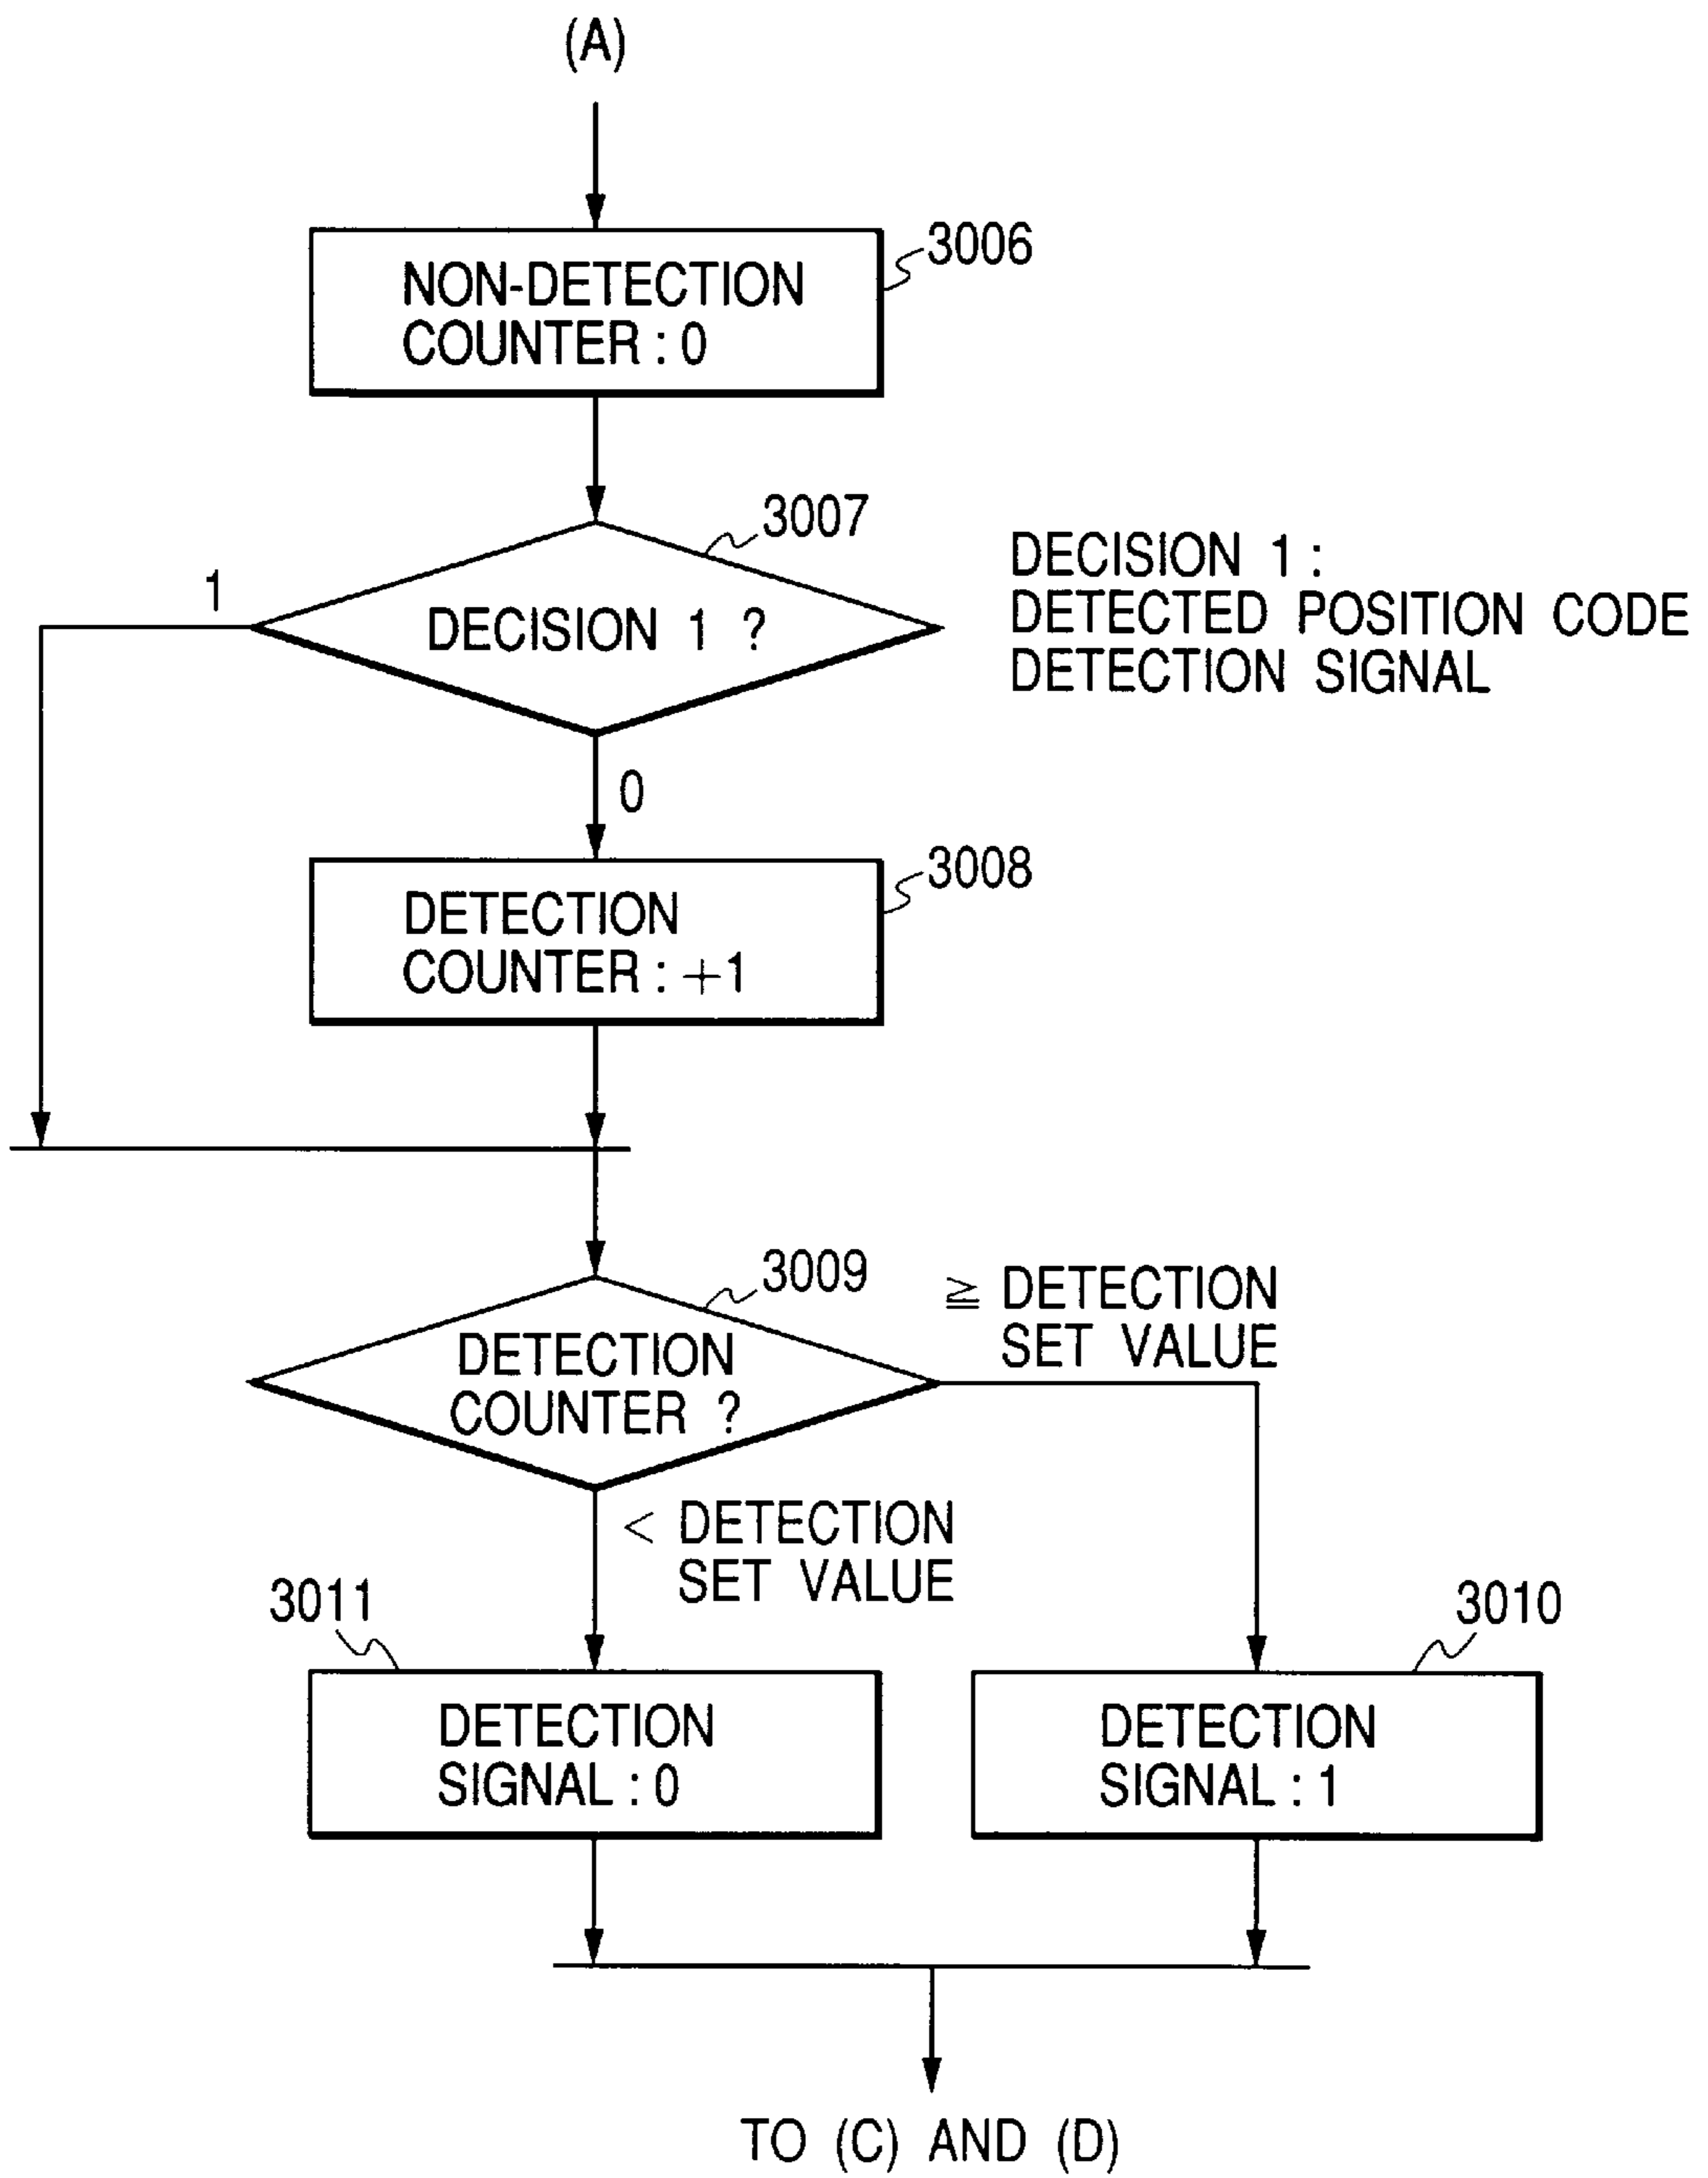 (A)
3006
NON-DETECTION
COUNTER : 0
3007
DECISION 1 :
DETECTED POSITION CODE
DETECTION SIGNAL
1
DECISION 1 ?
0
3008
DETECTION
COUNTER : +1
3009
≧ DETECTION
SET VALUE
DETECTION
COUNTER ?
< DETECTION
SET VALUE
3011
3010
DETECTION
SIGNAL : 0
DETECTION
SIGNAL : 1
TO (C) AND (D)